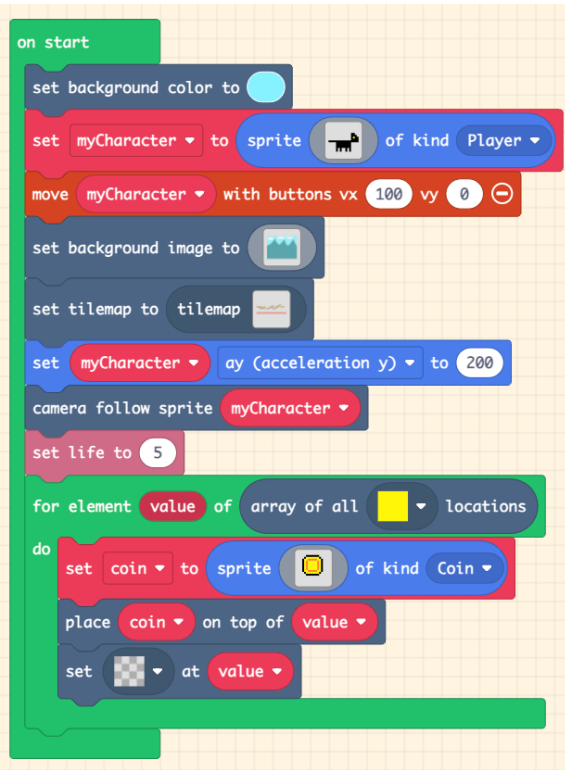 on start
set background color to
set myCharacter to sprite of kind Player
move myCharacter with buttons vx 100 vy 0
set background image to
set tilemap to tilemap
set myCharacter ay (acceleration y) to 200
camera follow sprite myCharacter
set life to 5
for element value of array of all locations
do
set coin to sprite of kind Coin
place coin on top of value
set at value